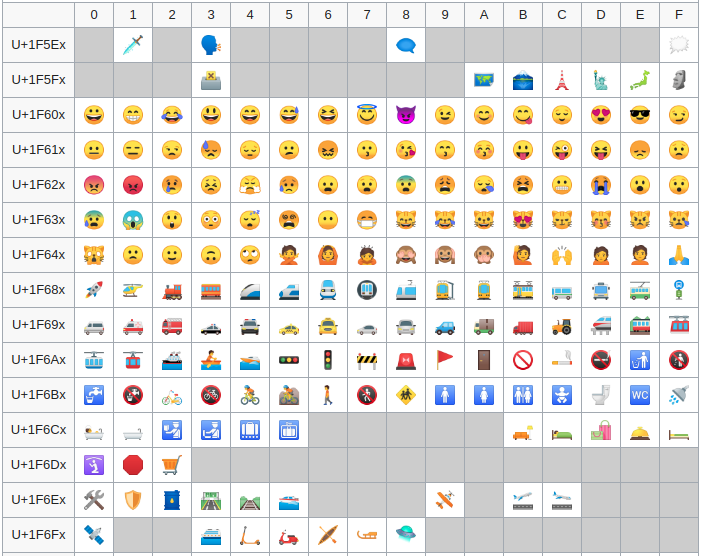 0 1 2 3 4 5 6 7 8 9 A B C D E F
U+1F5Ex
U+1F5Fx
U+1F60x
U+1F61x
U+1F62x
U+1F63x
U+1F64x
U+1F68x
U+1F69x
U+1F6Ax
U+1F6Bx WC
U+1F6Cx
U+1F6Dx
U+1F6Ex
U+1F6Fx